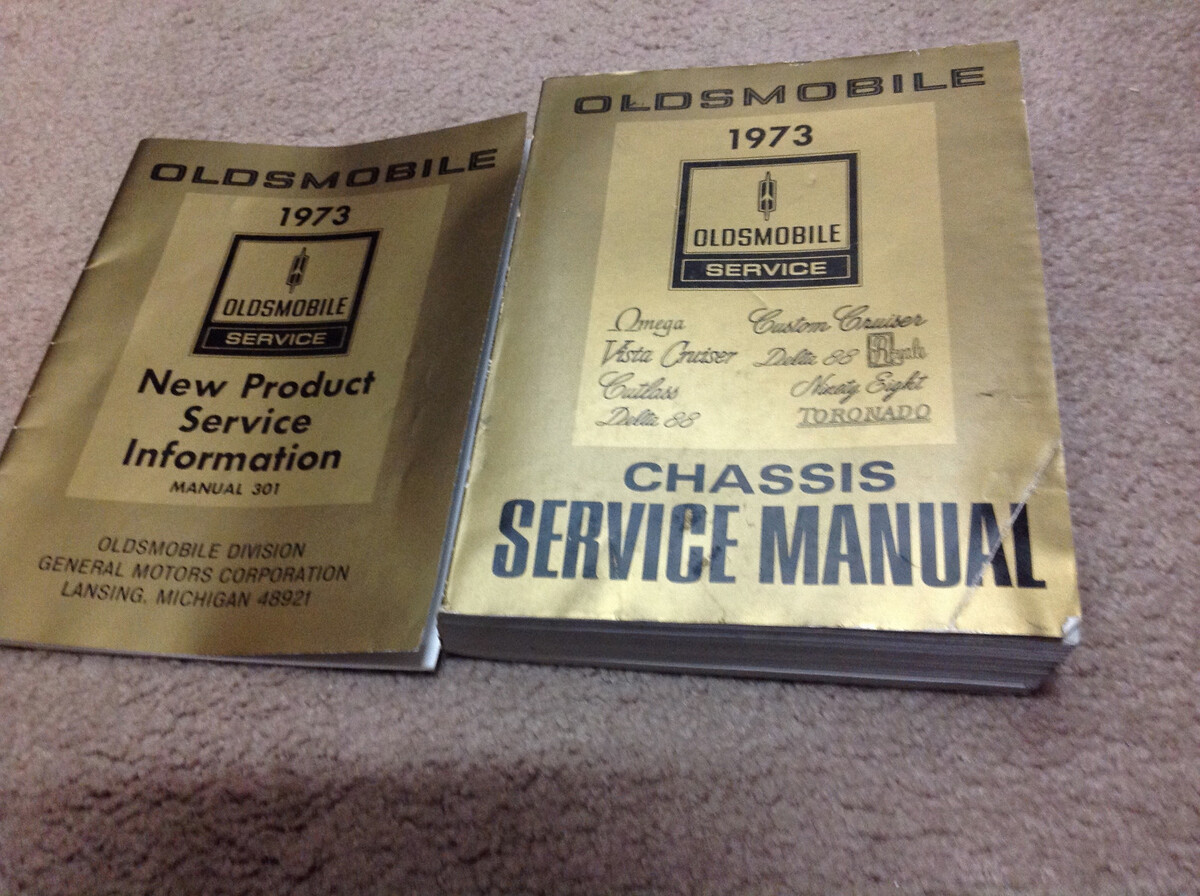 OLDSMOBILE
1973
OLDSMOBILE
SERVICE
New Product
Service
Information
MANUAL 301
OLDSMOBILE DIVISION
GENERAL MOTORS CORPORATION
LANSING, MICHIGAN 48921
OLDSMOBILE
1973
OLDSMOBILE
SERVICE
Omega
Custom Cruiser
Vista Cruiser
Delta 88 Royale
Cutlass
Ninety Eight
Delta 88
TORONADO
CHASSIS
SERVICE MANUAL